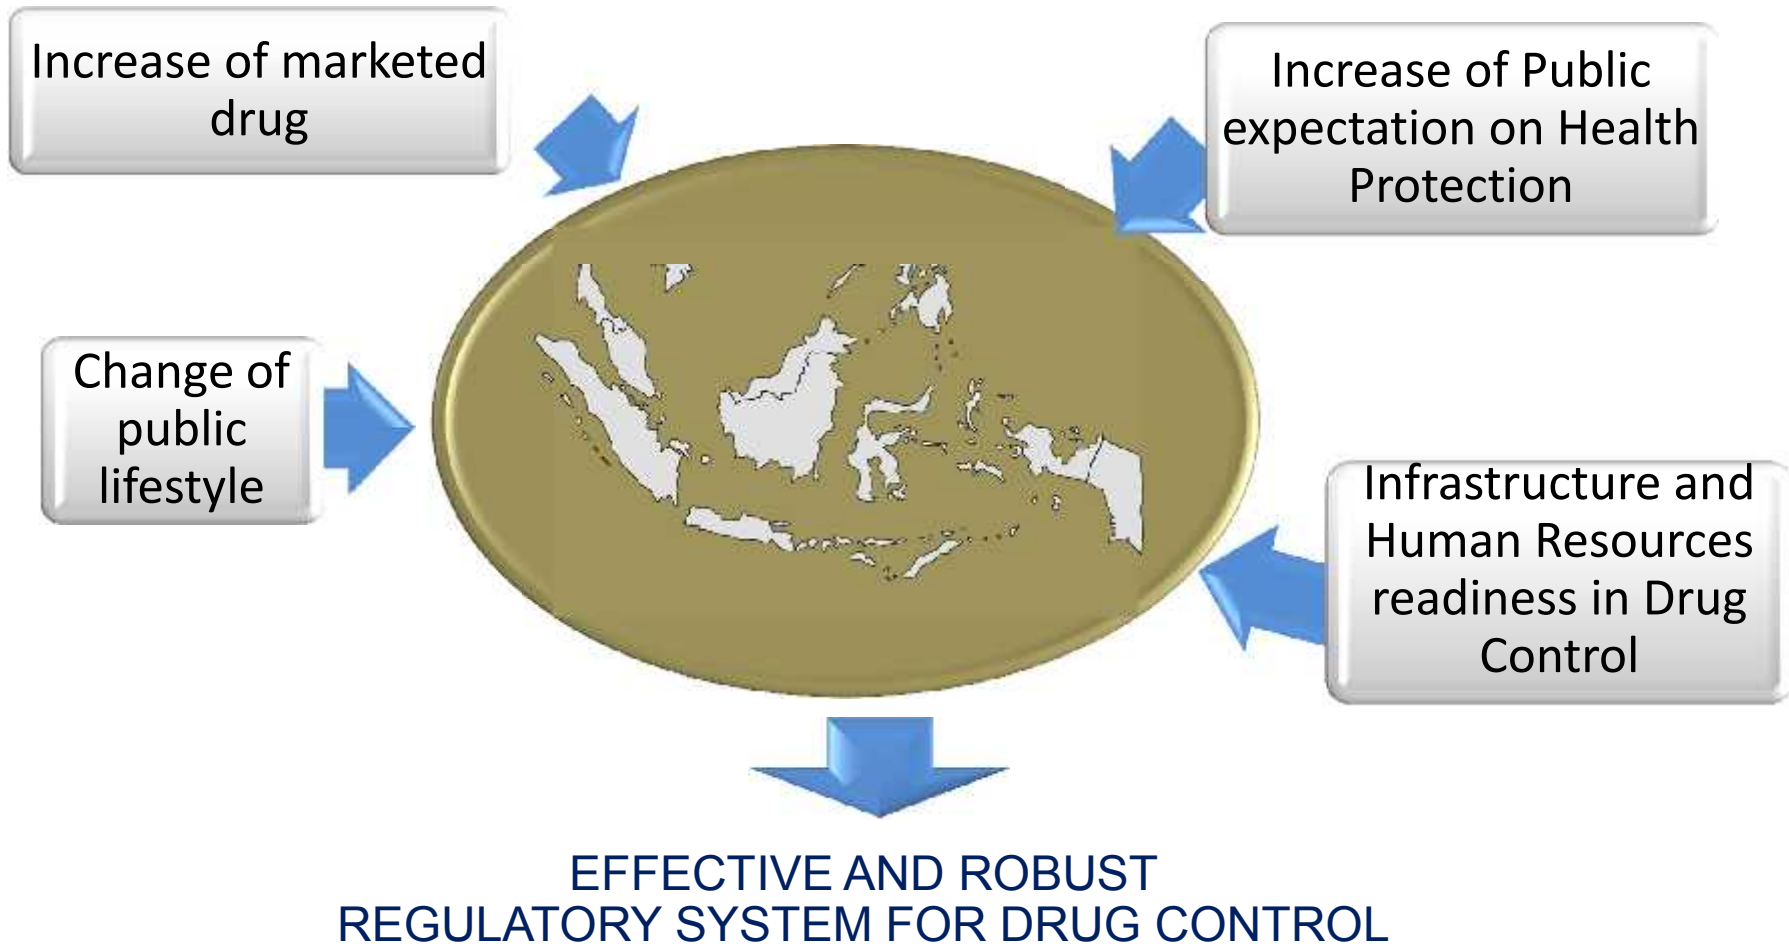 Increase of marketed
drug
Increase of Public
expectation on Health
Protection
Change of
public
lifestyle
Infrastructure and
Human Resources
readiness in Drug
Control
EFFECTIVE AND ROBUST
REGULATORY SYSTEM FOR DRUG CONTROL